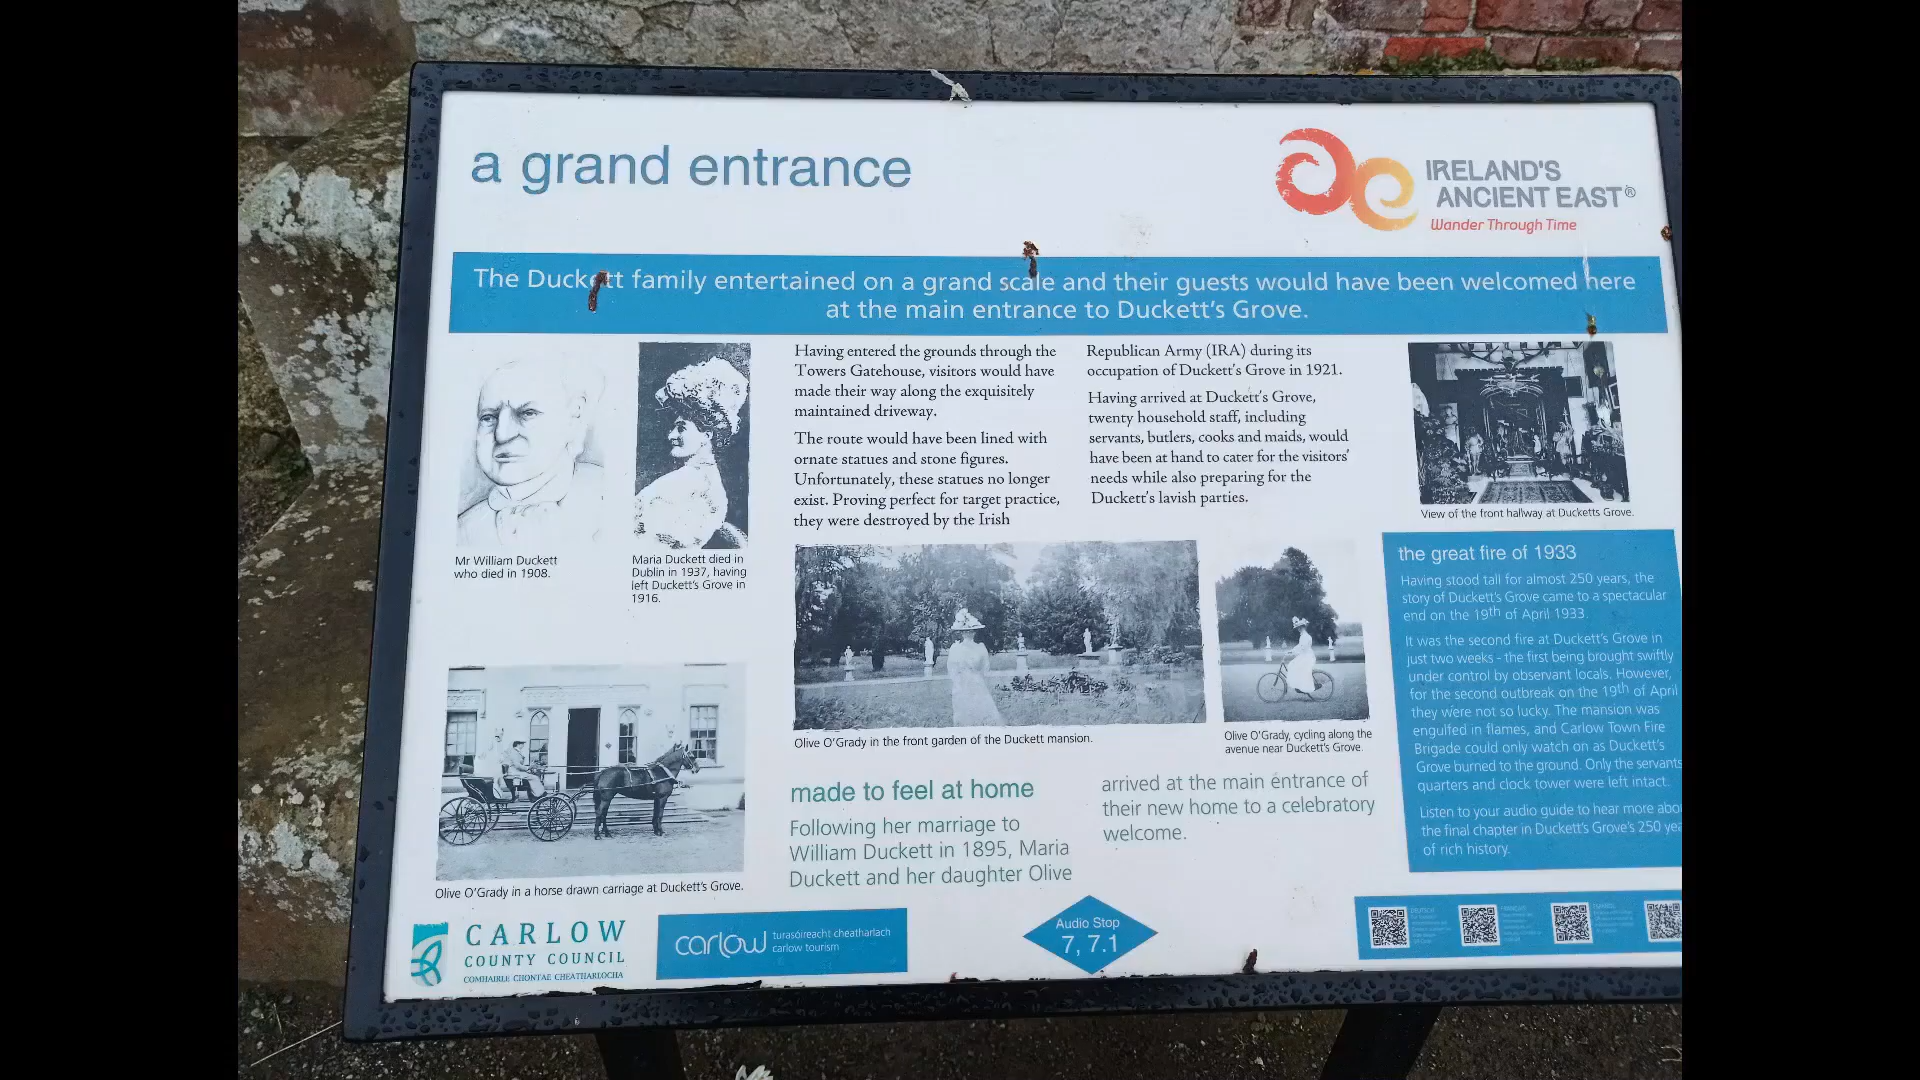 a grand entrance
IRELAND'S
ANCIENT EAST®
Wander Through Time
The Duckett family entertained on a grand scale and their guests would have been welcomed here
at the main entrance to Duckett's Grove.
Mr William Duckett
who died in 1908.
Maria Duckett died in
Dublin in 1937, having
left Duckett's Grove in
1916.
Having entered the grounds through the
Towers Gatehouse, visitors would have
made their way along the exquisitely
maintained driveway.
The route would have been lined with
ornate statues and stone figures.
Unfortunately, these statues no longer
exist. Proving perfect for target practice,
they were destroyed by the Irish
Republican Army (IRA) during its
occupation of Duckett's Grove in 1921.
Having arrived at Duckett's Grove,
twenty household staff, including
servants, butlers, cooks and maids, would
have been at hand to cater for the visitors'
needs while also preparing for the
Duckett's lavish parties.
View of the front hallway at Ducketts Grove.
Olive O'Grady in the front garden of the Duckett mansion.
Olive O'Grady, cycling along the
avenue near Duckett's Grove.
Olive O'Grady in a horse drawn carriage at Duckett's Grove.
made to feel at home
Following her marriage to
William Duckett in 1895, Maria
Duckett and her daughter Olive
arrived at the main entrance of
their new home to a celebratory
welcome.
the great fire of 1933
Having stood tall for almost 250 years, the
story of Duckett's Grove came to a spectacular
end on the 19th of April 1933.
It was the second fire at Duckett's Grove in
just two weeks - the first being brought swiftly
under control by observant locals. However,
for the second outbreak on the 19th of April
they were not so lucky. The mansion was
engulfed in flames, and Carlow Town Fire
Brigade could only watch on as Duckett's
Grove burned to the ground. Only the servants
quarters and clock tower were left intact.
Listen to your audio guide to hear more abo
the final chapter in Duckett's Grove's 250 yea
of rich history.
CARLOW
COUNTY COUNCIL
COMHAIRLE CHONTAE CHEATHARLOCHA
carlow
turasóireacht cheatharlach
carlow tourism
Audio Stop
7, 7.1